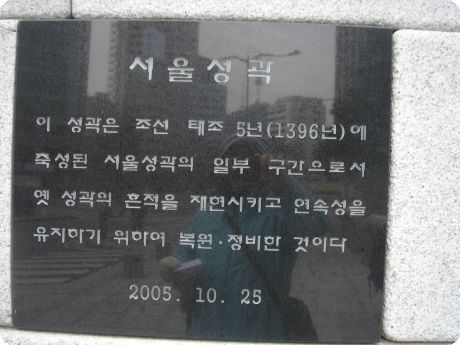 서울성곽
이 성곽은 조선 태조 5년(1396년)에
축성된 서울성곽의 일부 구간으로서
옛 성곽의 흔적을 재현시키고 연속성을
유지하기 위하여 복원·정비한 것이다
2005. 10. 25